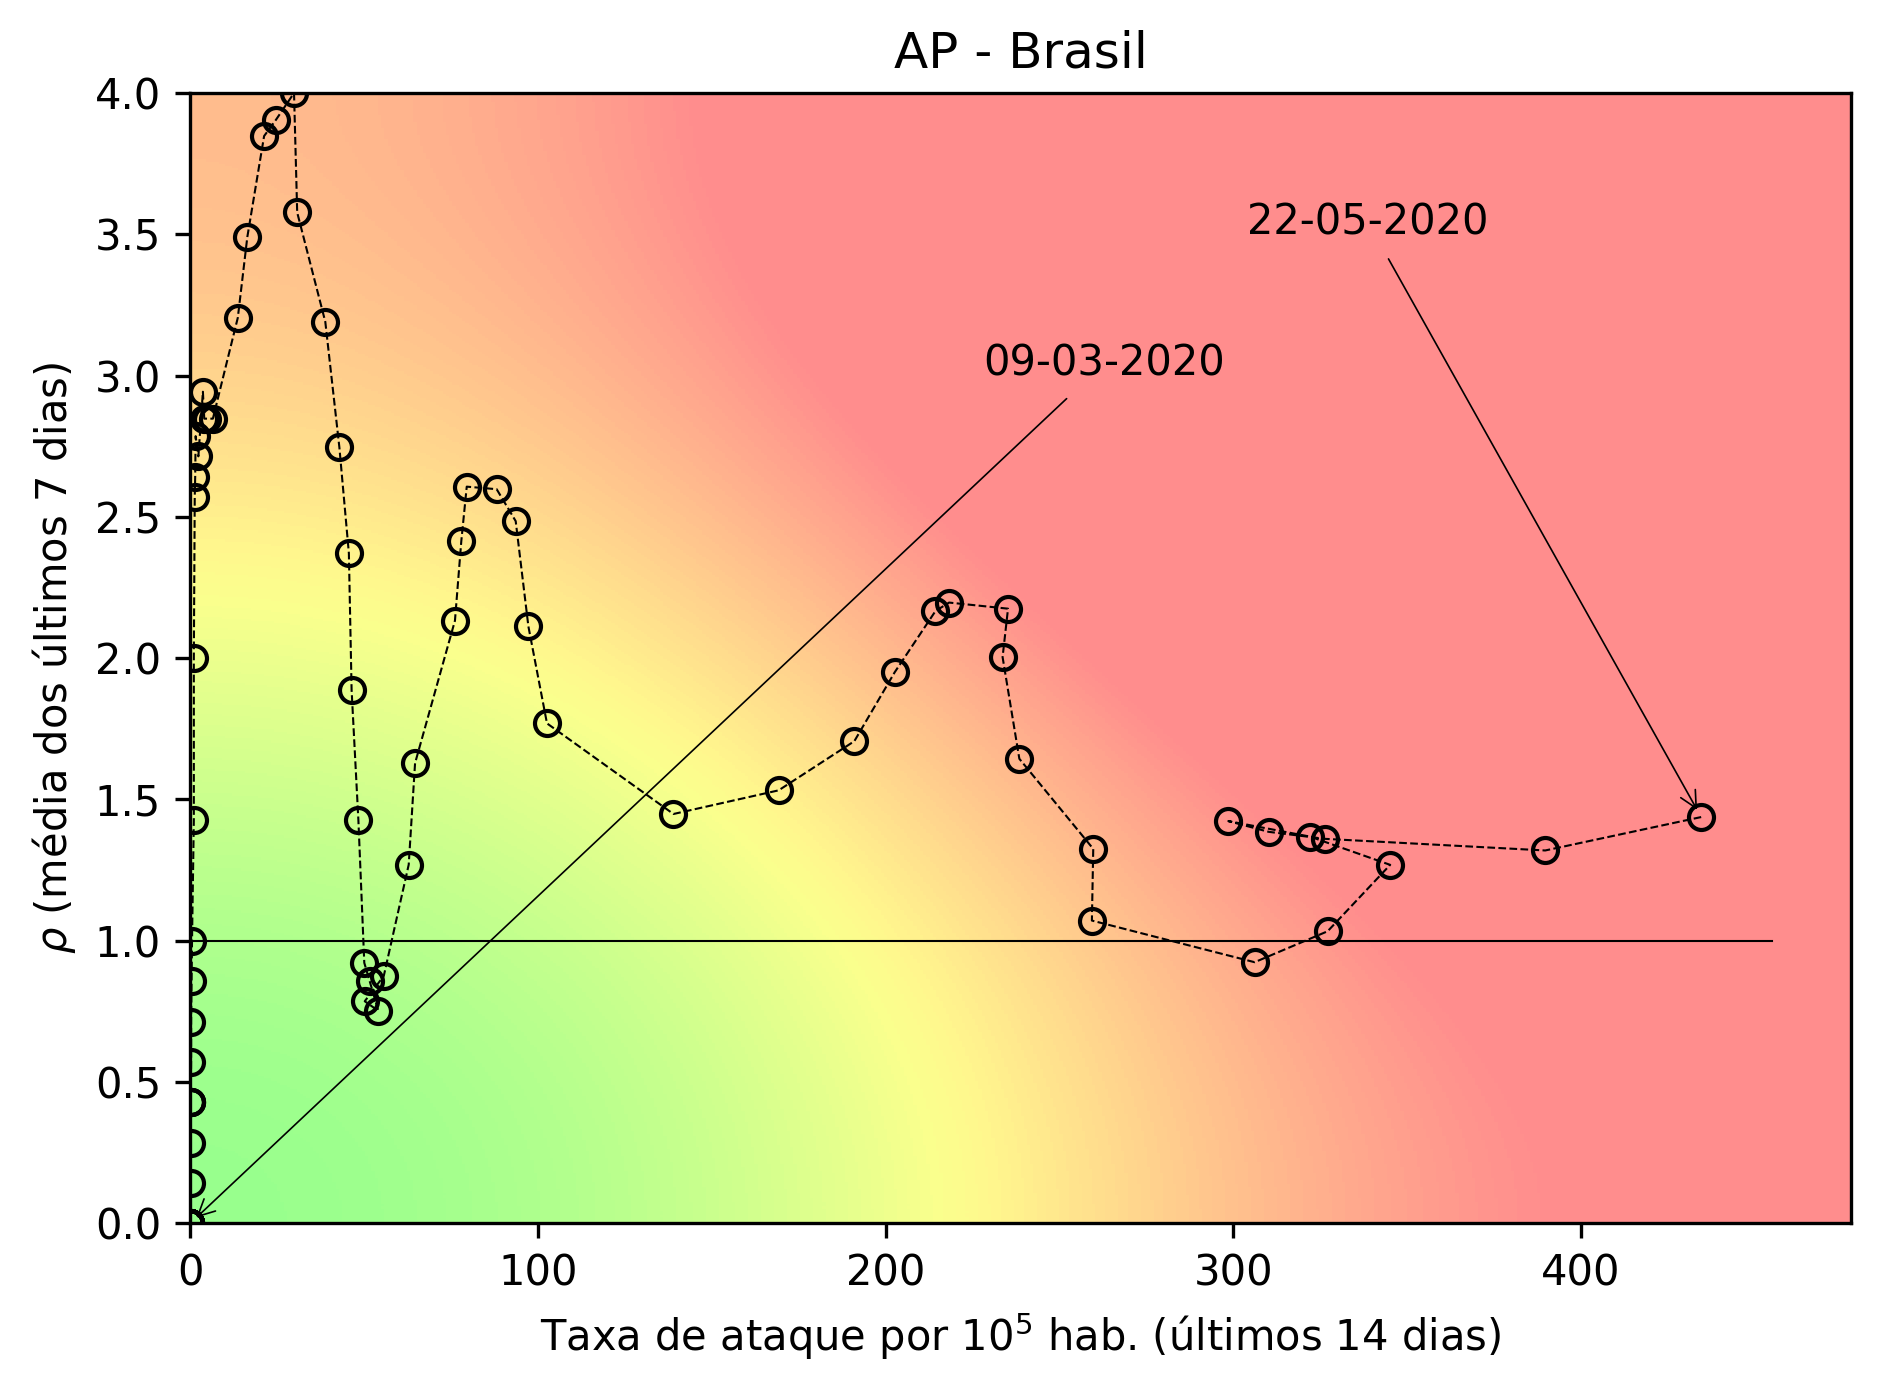 AP - Brasil
4.0
3.5
3.0
2.5
2.0
1.5
1.0
0.5
0.0
ρ (média dos últimos 7 dias)
22-05-2020
09-03-2020
0 100 200 300 400
Taxa de ataque por 10⁵ hab. (últimos 14 dias)